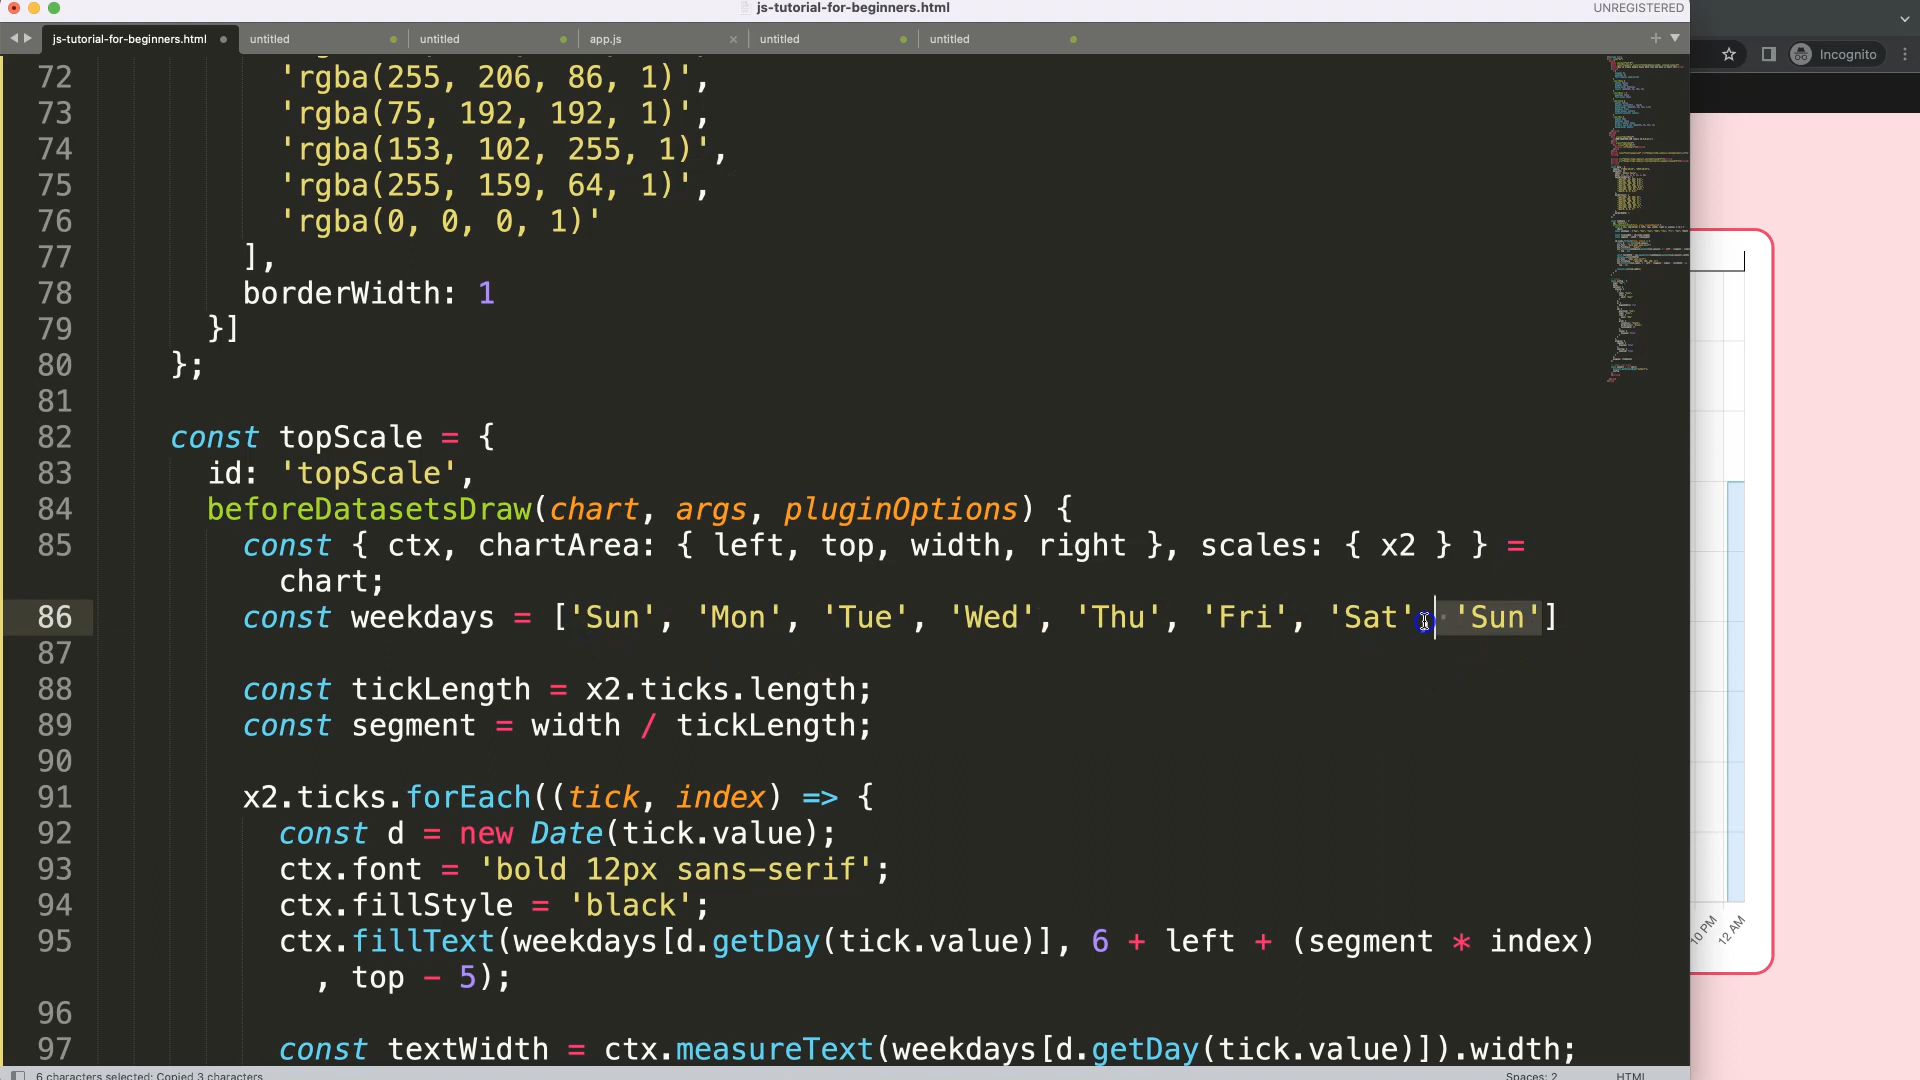 js-tutorial-for-beginners.html
UNREGISTERED
js-tutorial-for-beginners.html untitled untitled app.js untitled untitled
Incognito
72 'rgba(255, 206, 86, 1)',
73 'rgba(75, 192, 192, 1)',
74 'rgba(153, 102, 255, 1)',
75 'rgba(255, 159, 64, 1)',
76 'rgba(0, 0, 0, 1)'
77 ],
78 borderWidth: 1
79 }]
80 };
81
82 const topScale = {
83 id: 'topScale',
84 beforeDatasetsDraw(chart, args, pluginOptions) {
85 const { ctx, chartArea: { left, top, width, right }, scales: { x2 } } =
chart;
86 const weekdays = ['Sun', 'Mon', 'Tue', 'Wed', 'Thu', 'Fri', 'Sat', 'Sun']
87
88 const tickLength = x2.ticks.length;
89 const segment = width / tickLength;
90
91 x2.ticks.forEach((tick, index) => {
92 const d = new Date(tick.value);
93 ctx.font = 'bold 12px sans-serif';
94 ctx.fillStyle = 'black';
95 ctx.fillText(weekdays[d.getDay(tick.value)], 6 + left + (segment * index)
, top - 5);
96
97 const textWidth = ctx.measureText(weekdays[d.getDay(tick.value)]).width;
10 PM
12 AM
6 characters selected; Copied 3 characters
Spaces: 2
HTML